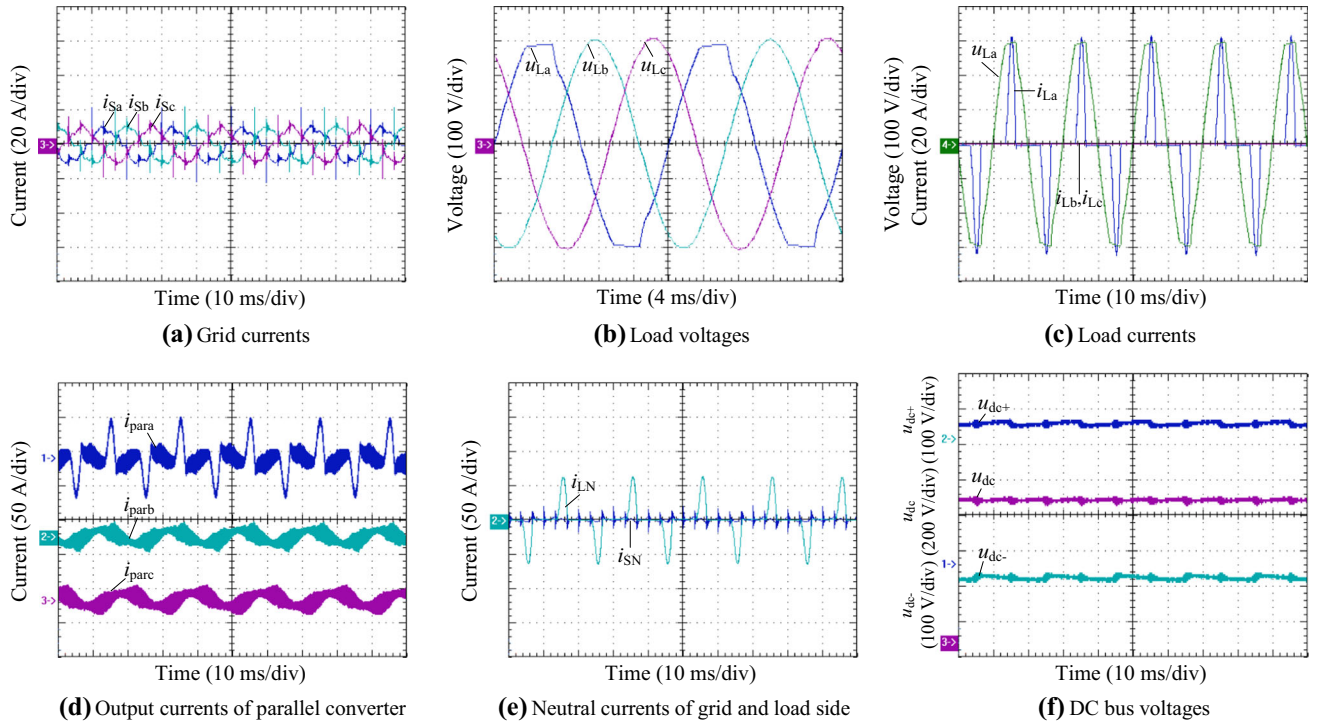 Current (20 A/div)
iSa iSb iSc
3->
Time (10 ms/div)
(a) Grid currents
Voltage (100 V/div)
uLa uLb uLc
3->
Time (4 ms/div)
(b) Load voltages
Voltage (100 V/div)
Current (20 A/div)
uLa
iLa
4->
iLb,iLc
Time (10 ms/div)
(c) Load currents
Current (50 A/div)
ipara
1->
iparb
2->
iparc
3->
Time (10 ms/div)
(d) Output currents of parallel converter
Current (50 A/div)
iLN
2->
iSN
Time (10 ms/div)
(e) Neutral currents of grid and load side
udc- udc udc+
(100 V/div) (200 V/div) (100 V/div)
udc+
2->
udc
1->
udc-
3->
Time (10 ms/div)
(f) DC bus voltages